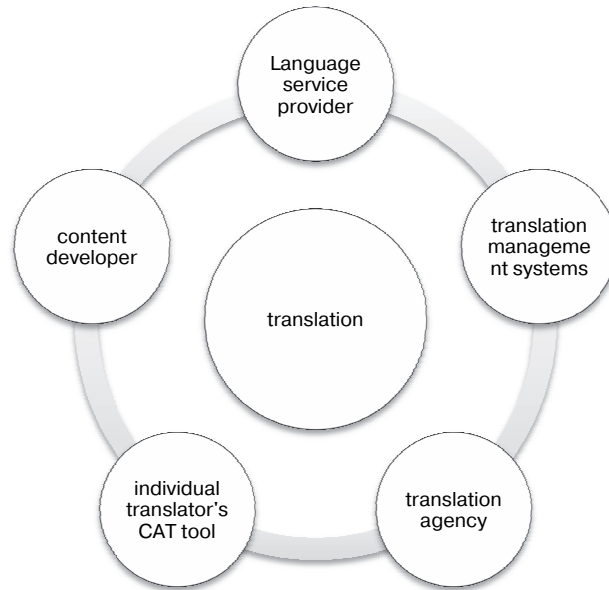 Language
service
provider
translation
manageme
nt systems
translation
agency
individual
translator's
CAT tool
content
developer
translation